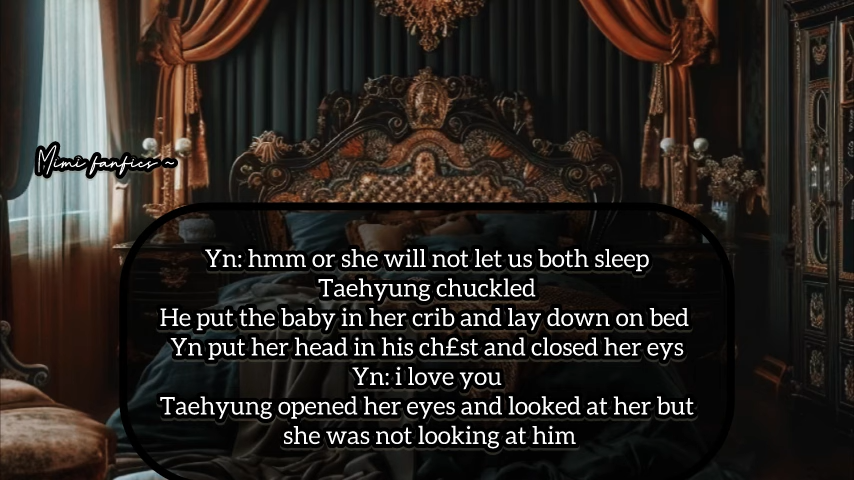 Mimi fanfics ~
Yn: hmm or she will not let us both sleep
Taehyung chuckled
He put the baby in her crib and lay down on bed
Yn put her head in his ch£st and closed her eys
Yn: i love you
Taehyung opened her eyes and looked at her but
she was not looking at him